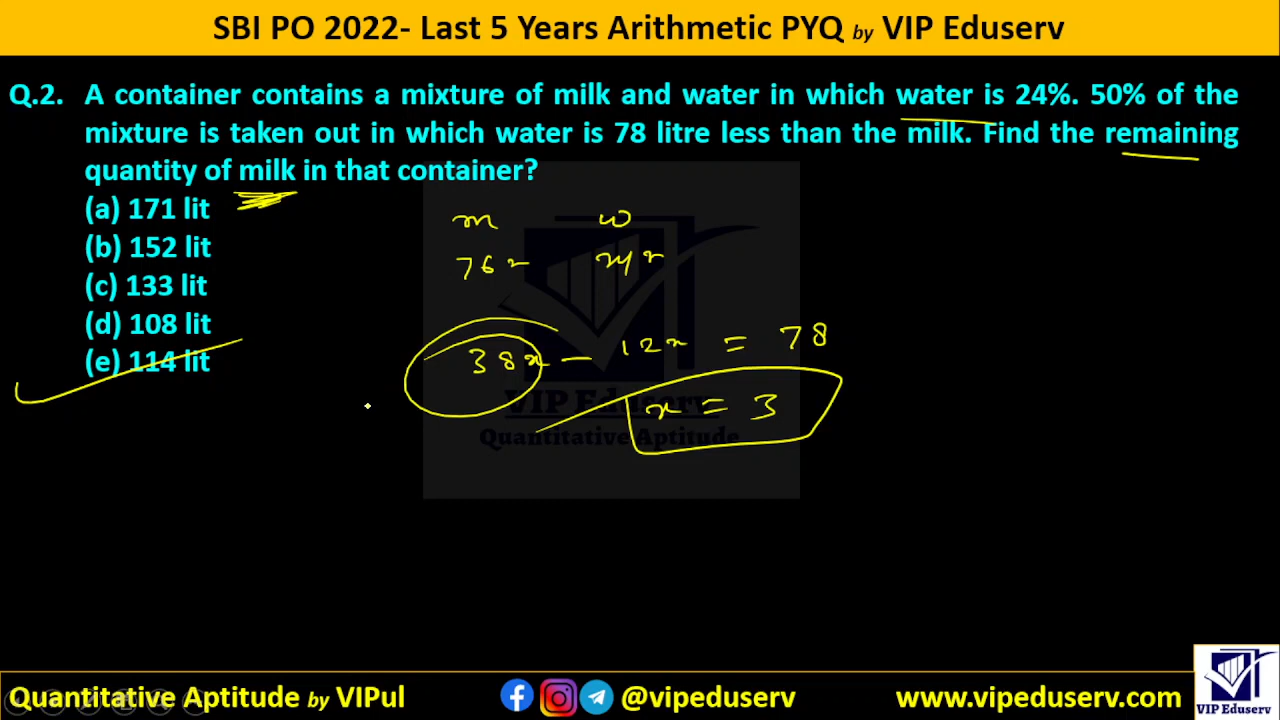 SBI PO 2022- Last 5 Years Arithmetic PYQ by VIP Eduserv
Q.2. A container contains a mixture of milk and water in which water is 24%. 50% of the
mixture is taken out in which water is 78 litre less than the milk. Find the remaining
quantity of milk in that container?
(a) 171 lit
(b) 152 lit
(c) 133 lit
(d) 108 lit
(e) 114 lit
m w
76x 24x
38x - 12x = 78
x = 3
VIP Eduserv
Quantitative Aptitude
Quantitative Aptitude by VIPul @vipeduserv www.vipeduserv.com
VIP Eduserv